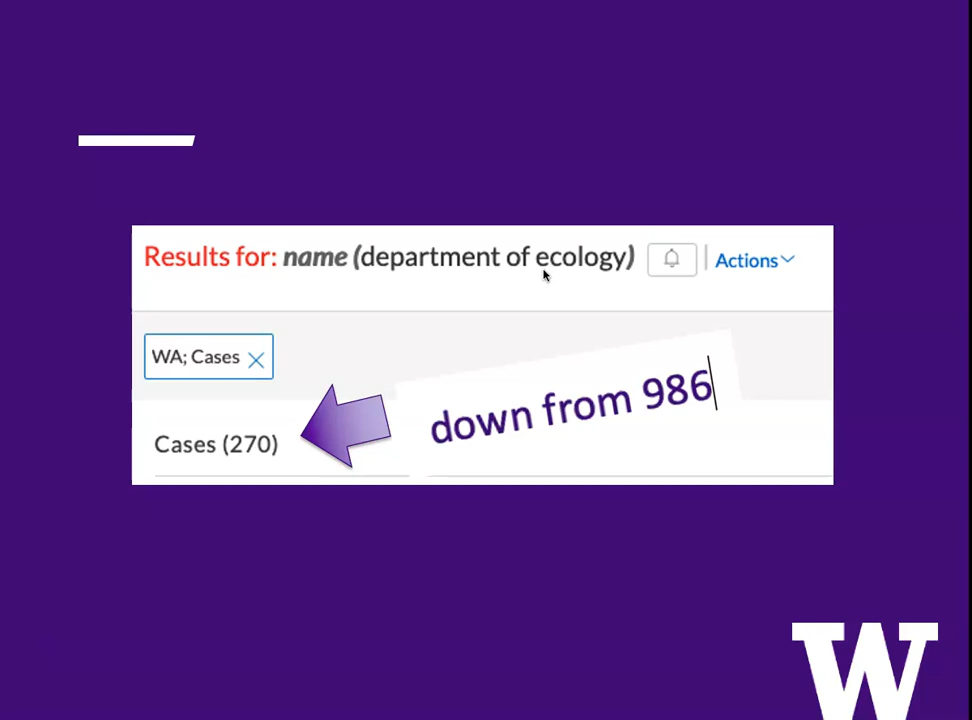 Results for: name (department of ecology) Actions
WA; Cases
down from 986
Cases (270)
W